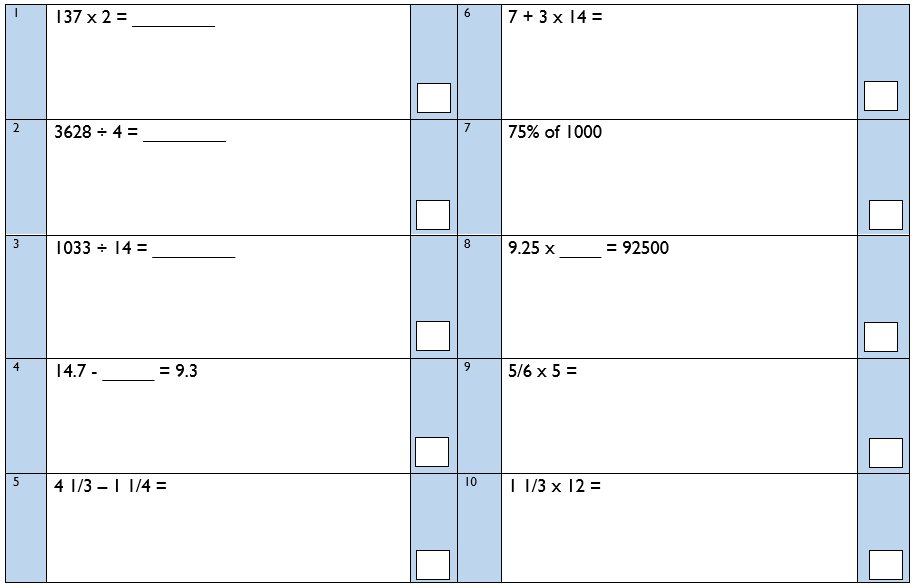 1 137 x 2 = _________
2 3628 ÷ 4 = _________
3 1033 ÷ 14 = _________
4 14.7 - ______ = 9.3
5 4 1/3 – 1 1/4 =
6 7 + 3 x 14 =
7 75% of 1000
8 9.25 x _____ = 92500
9 5/6 x 5 =
10 1 1/3 x 12 =